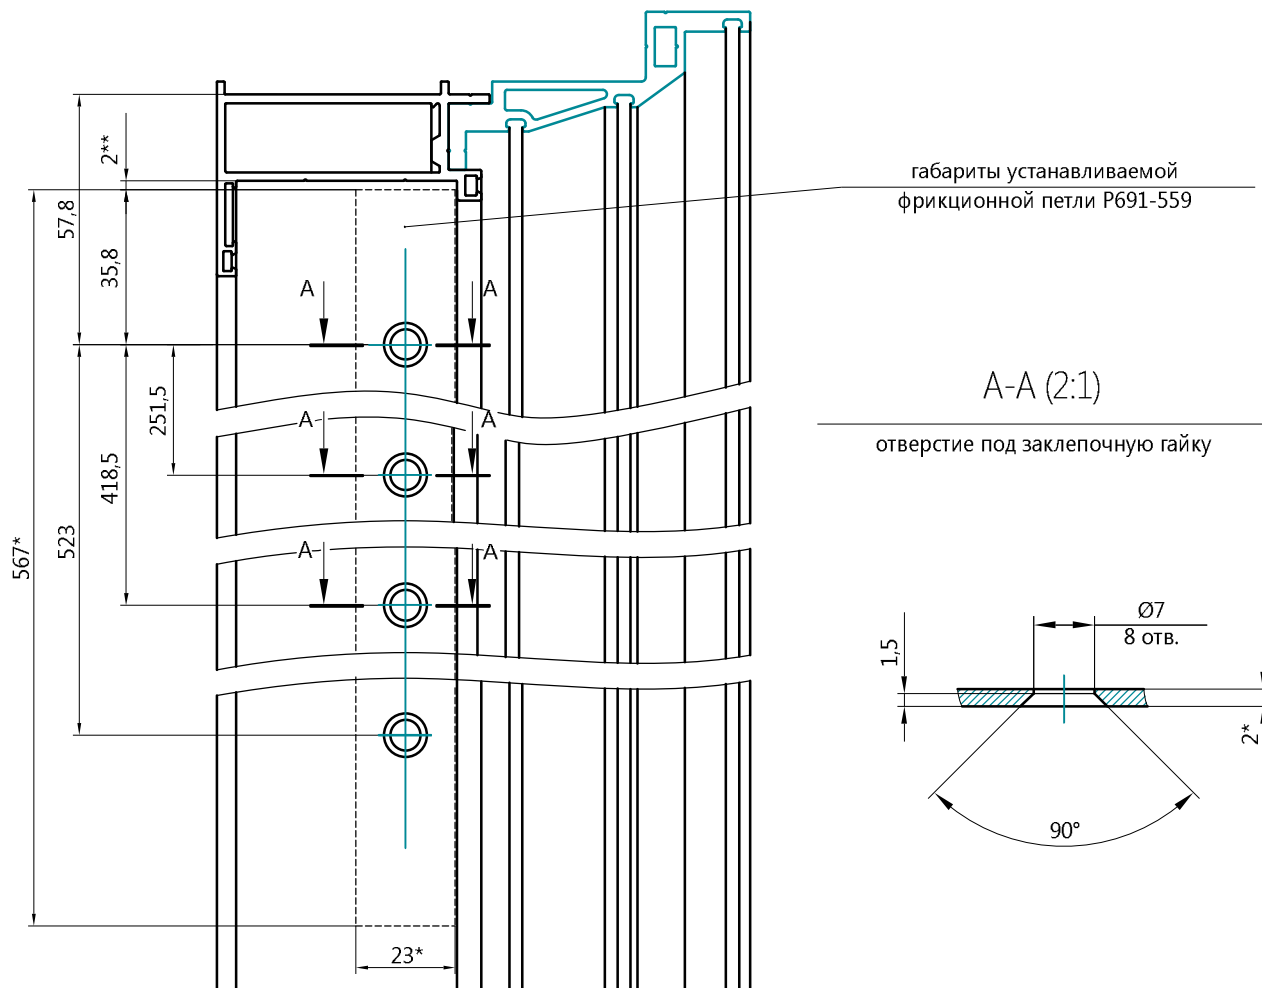 2**
57,8
35,8
габариты устанавливаемой
фрикционной петли P691-559
A
A
251,5
418,5
523
567*
A
A
A
A
23*
A-A (2:1)
отверстие под заклепочную гайку
Ø7
8 отв.
1,5
2*
90°